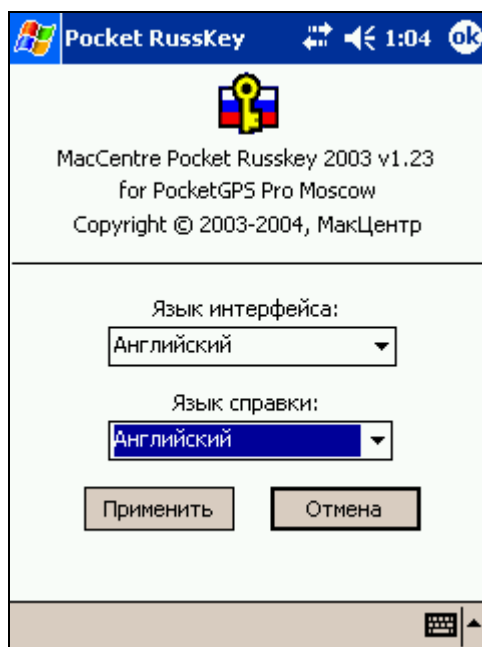 Pocket RussKey 1:04 ok
MacCentre Pocket Russkey 2003 v1.23
for PocketGPS Pro Moscow
Copyright © 2003-2004, МакЦентр
Язык интерфейса:
Английский
Язык справки:
Английский
Применить Отмена